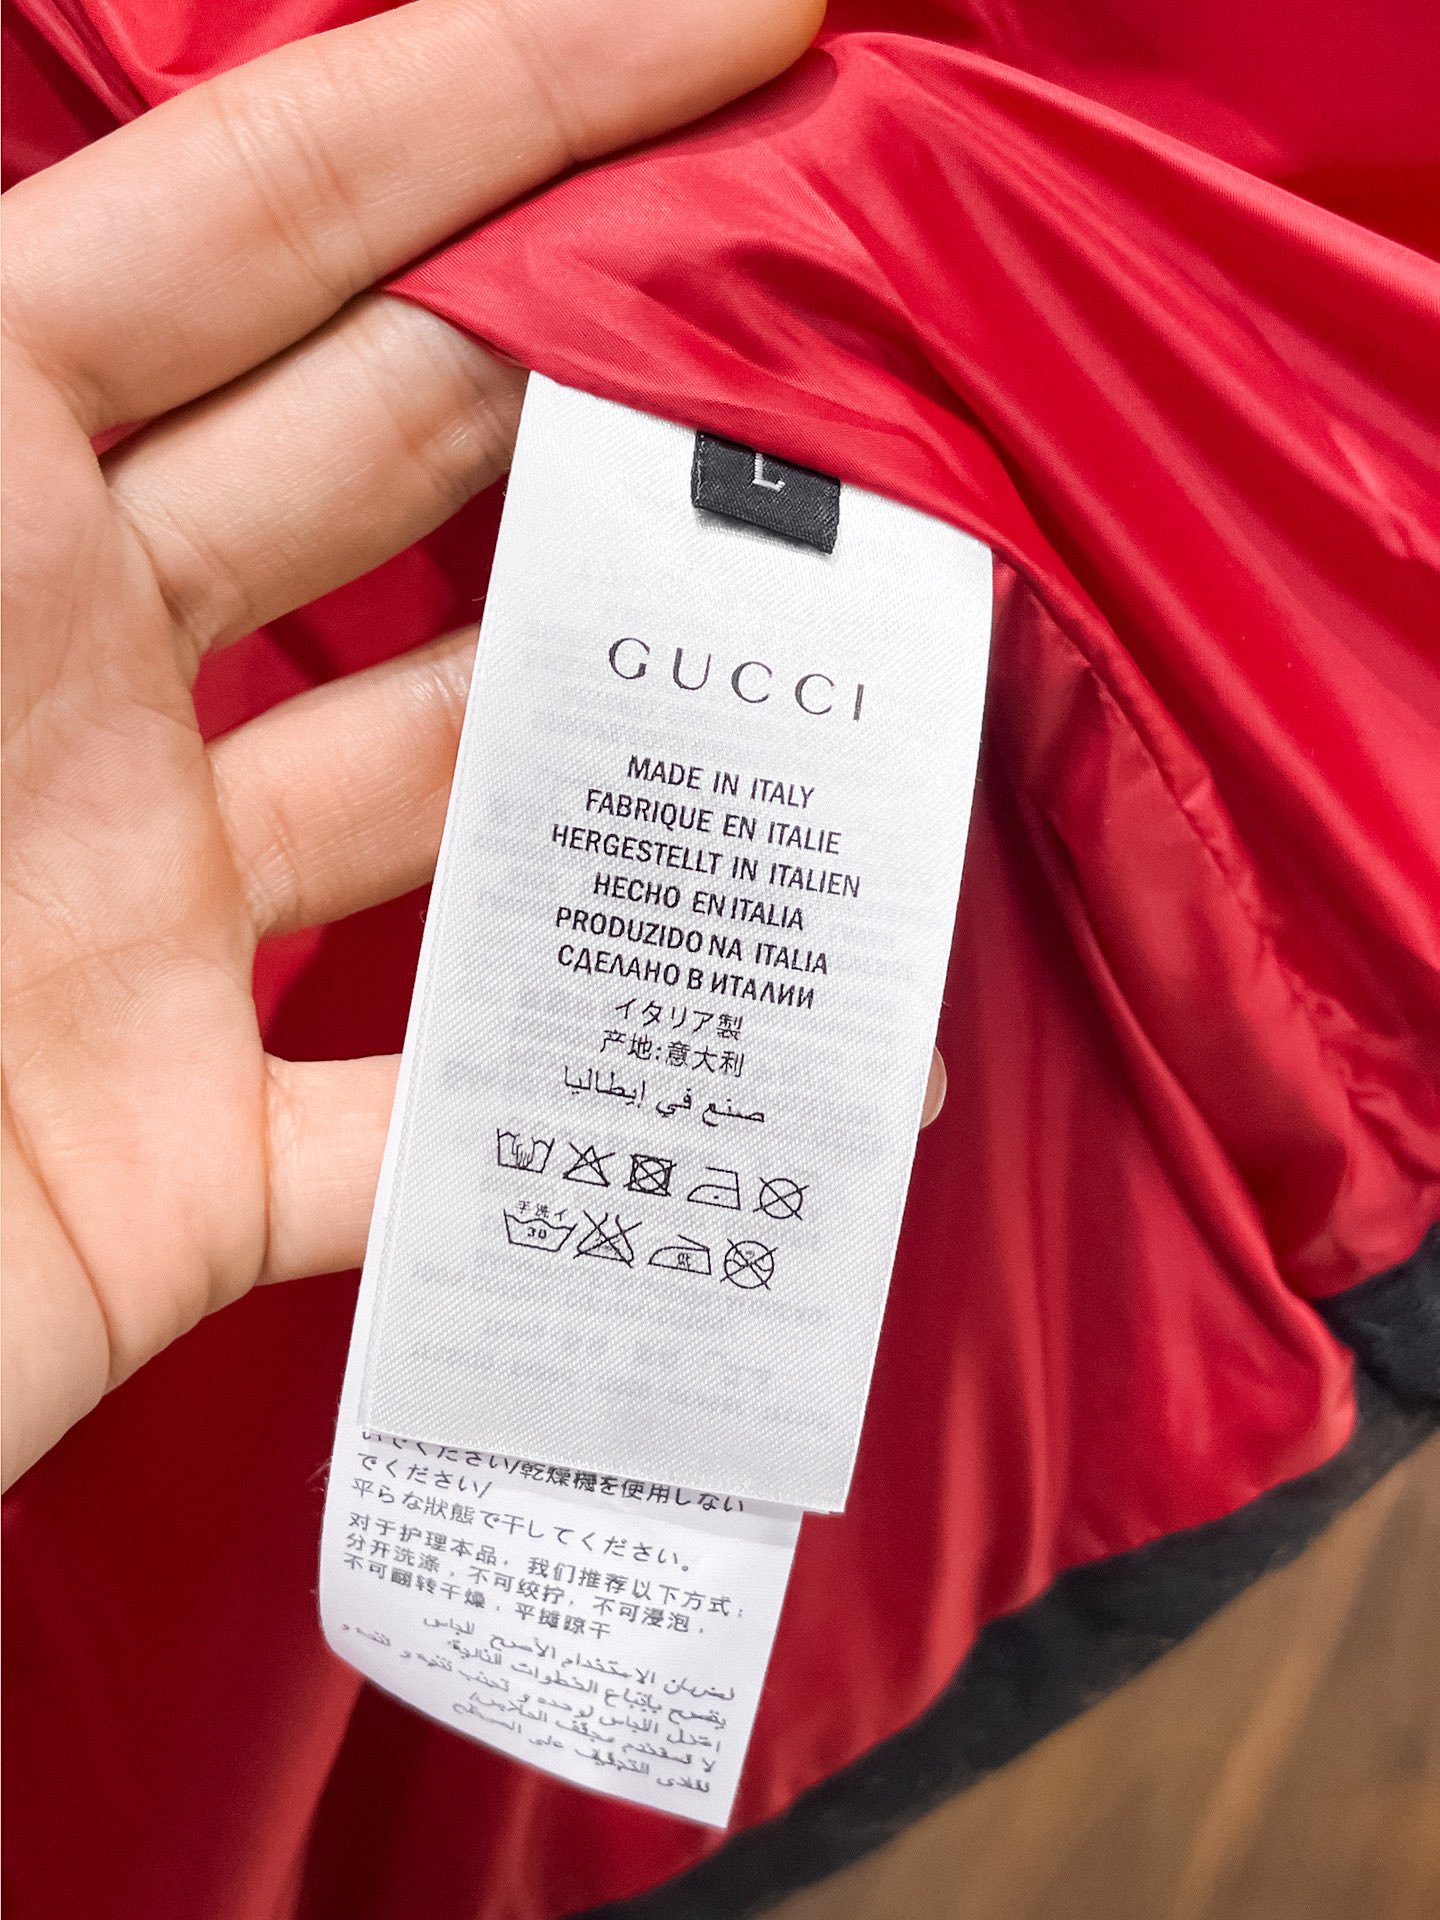 L
GUCCI
MADE IN ITALY
FABRIQUE EN ITALIE
HERGESTELLT IN ITALIEN
HECHO EN ITALIA
PRODUZIDO NA ITALIA
СДЕЛАНО В ИТАЛИИ
イタリア製
产地:意大利
صنع في إيطاليا
手洗イ
30
低
いでください/乾燥機を使用しない
でください/
平らな狀態で干してください。
对于护理本品，我们推荐以下方式：
分开洗涤，不可绞拧，不可浸泡，
不可翻转干燥，平摊晾干
لضمان الاستخدام الأصح للباس